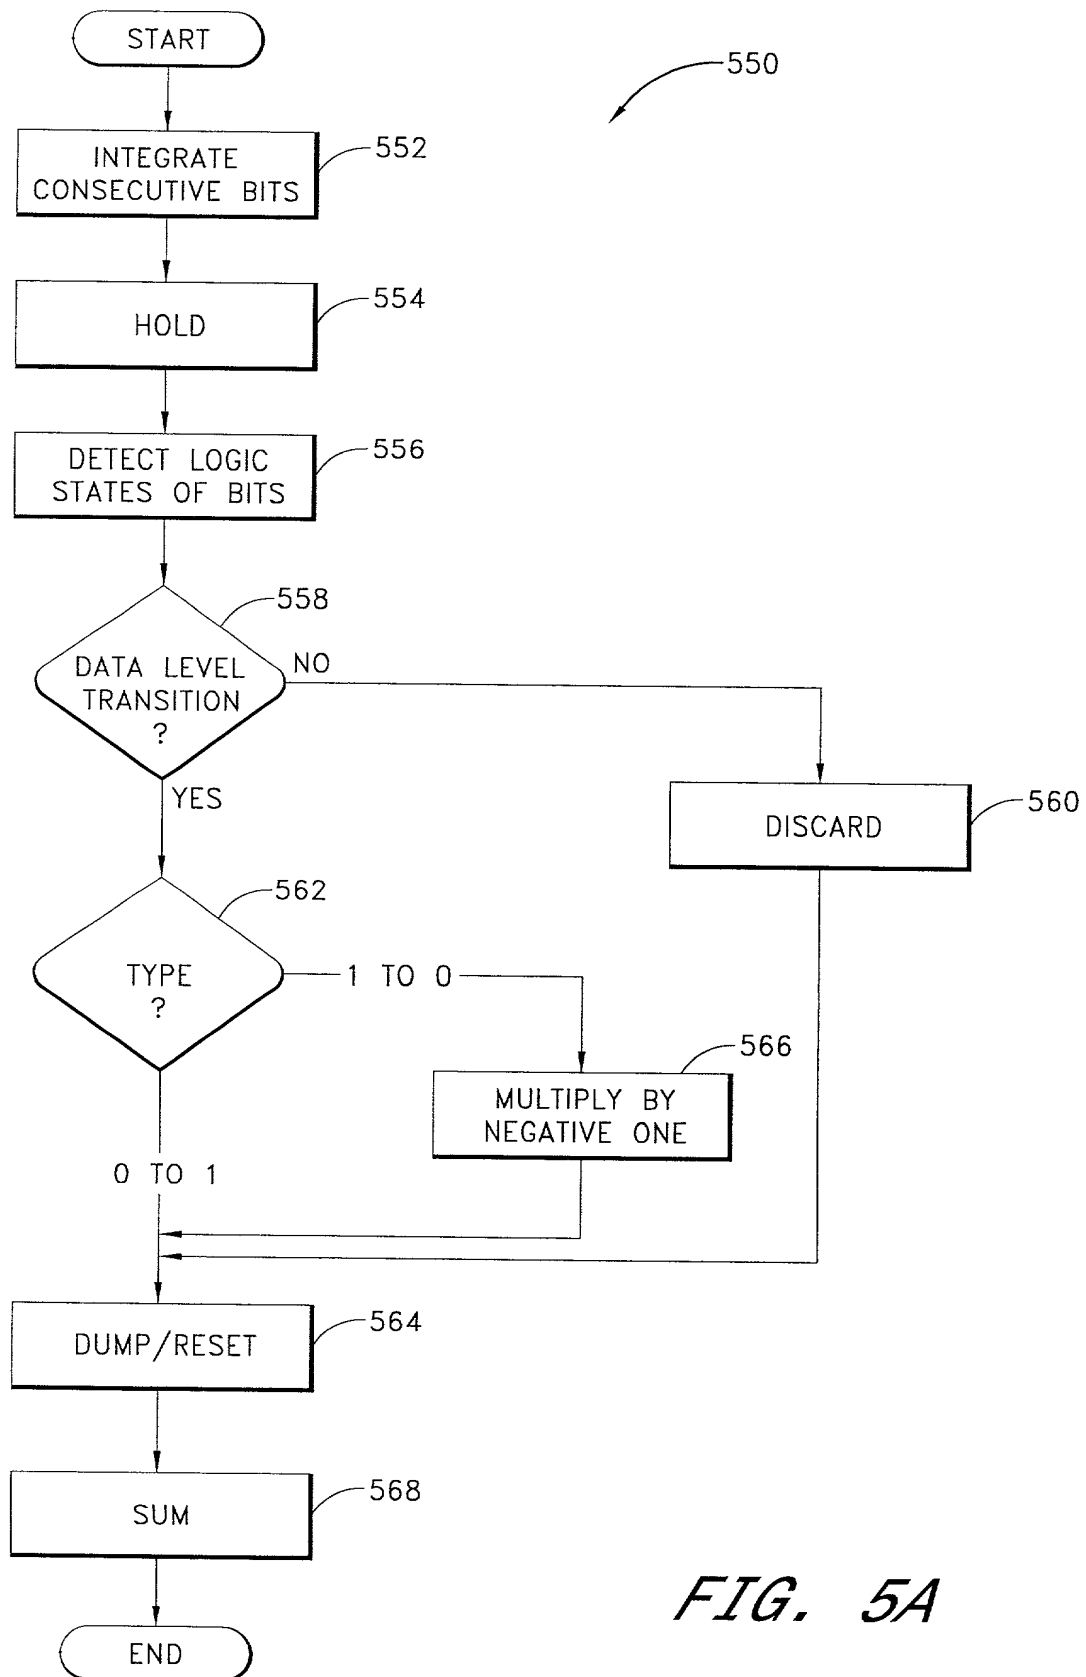 START
550
552
INTEGRATE
CONSECUTIVE BITS
554
HOLD
556
DETECT LOGIC
STATES OF BITS
558
DATA LEVEL
TRANSITION
?
NO
YES
560
DISCARD
562
TYPE
?
1 TO 0
566
MULTIPLY BY
NEGATIVE ONE
0 TO 1
564
DUMP/RESET
568
SUM
END
FIG. 5A